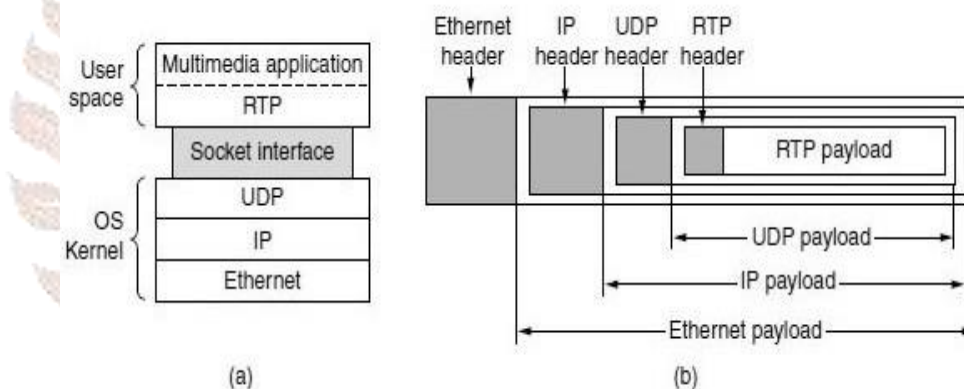 User
space
Multimedia application
RTP
Socket interface
OS
Kernel
UDP
IP
Ethernet
(a)
Ethernet
header
IP
header
UDP
header
RTP
header
RTP payload
UDP payload
IP payload
Ethernet payload
(b)